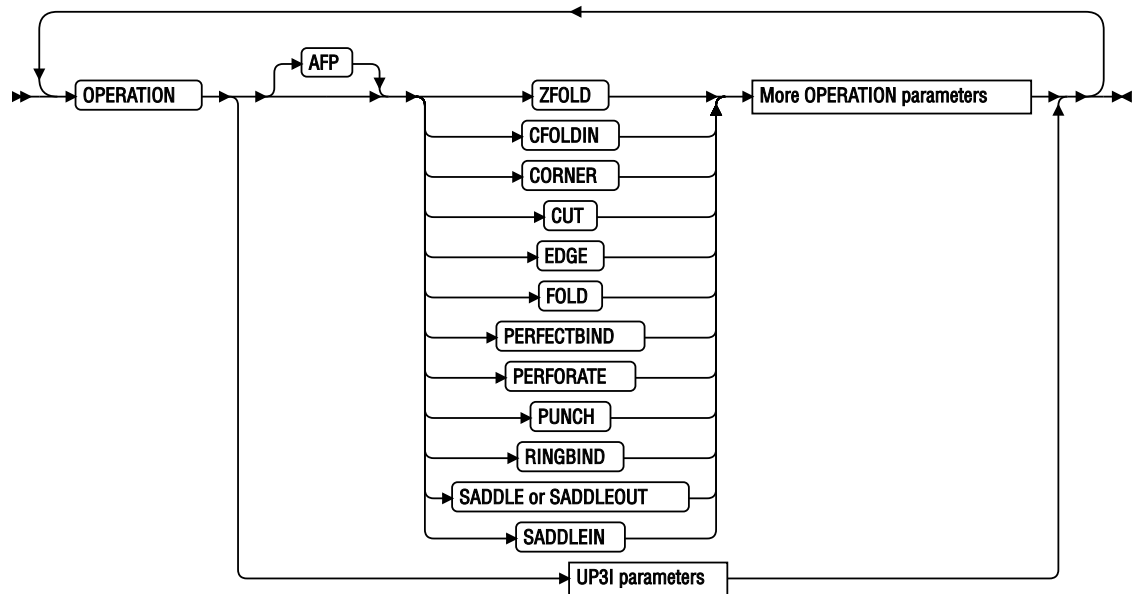 AFP
OPERATION
ZFOLD
More OPERATION parameters
CFOLDIN
CORNER
CUT
EDGE
FOLD
PERFECTBIND
PERFORATE
PUNCH
RINGBIND
SADDLE or SADDLEOUT
SADDLEIN
UP3I parameters